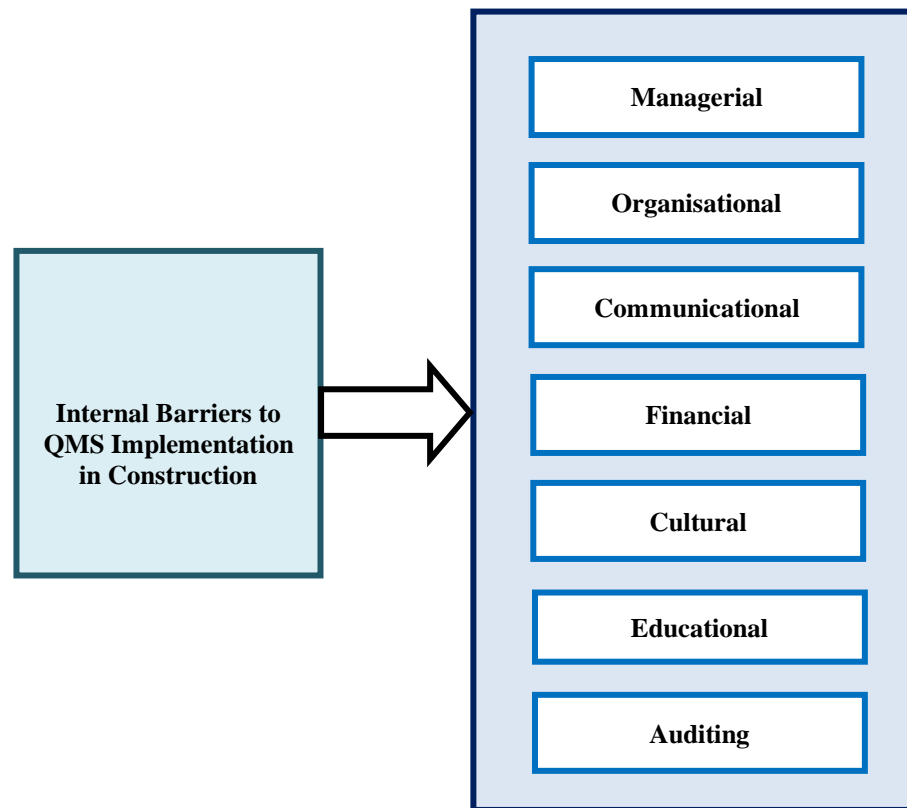 Internal Barriers to
QMS Implementation
in Construction
Managerial
Organisational
Communicational
Financial
Cultural
Educational
Auditing